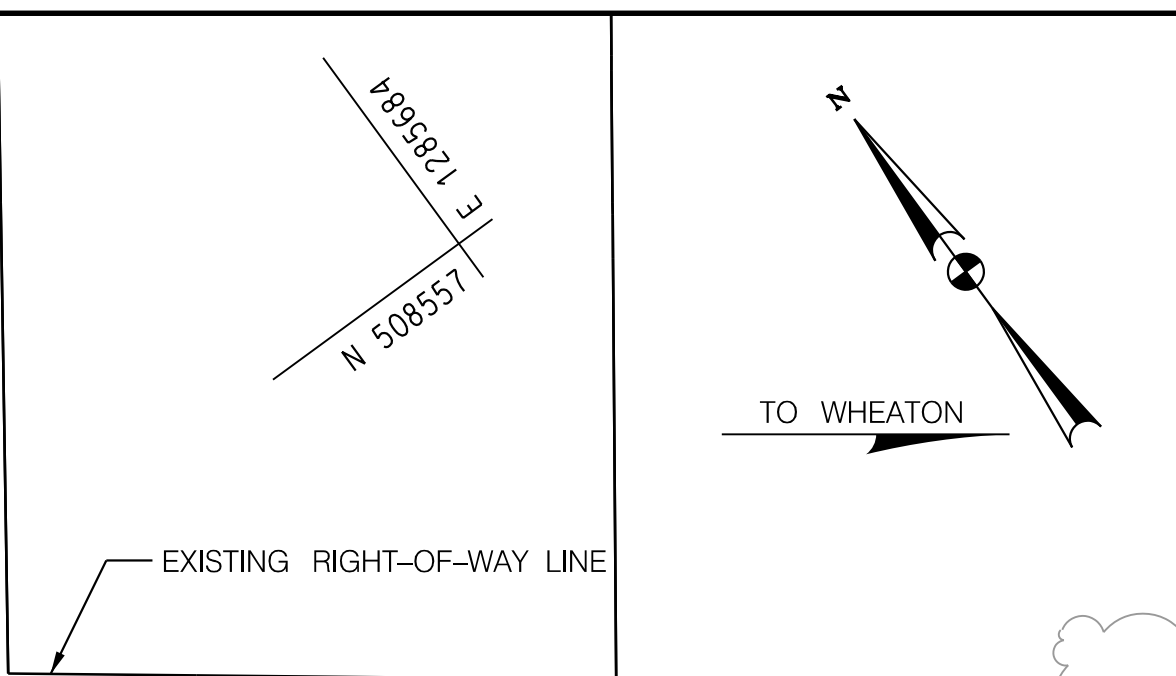 E 1285684
N 508557
N
TO WHEATON
EXISTING RIGHT–OF–WAY LINE